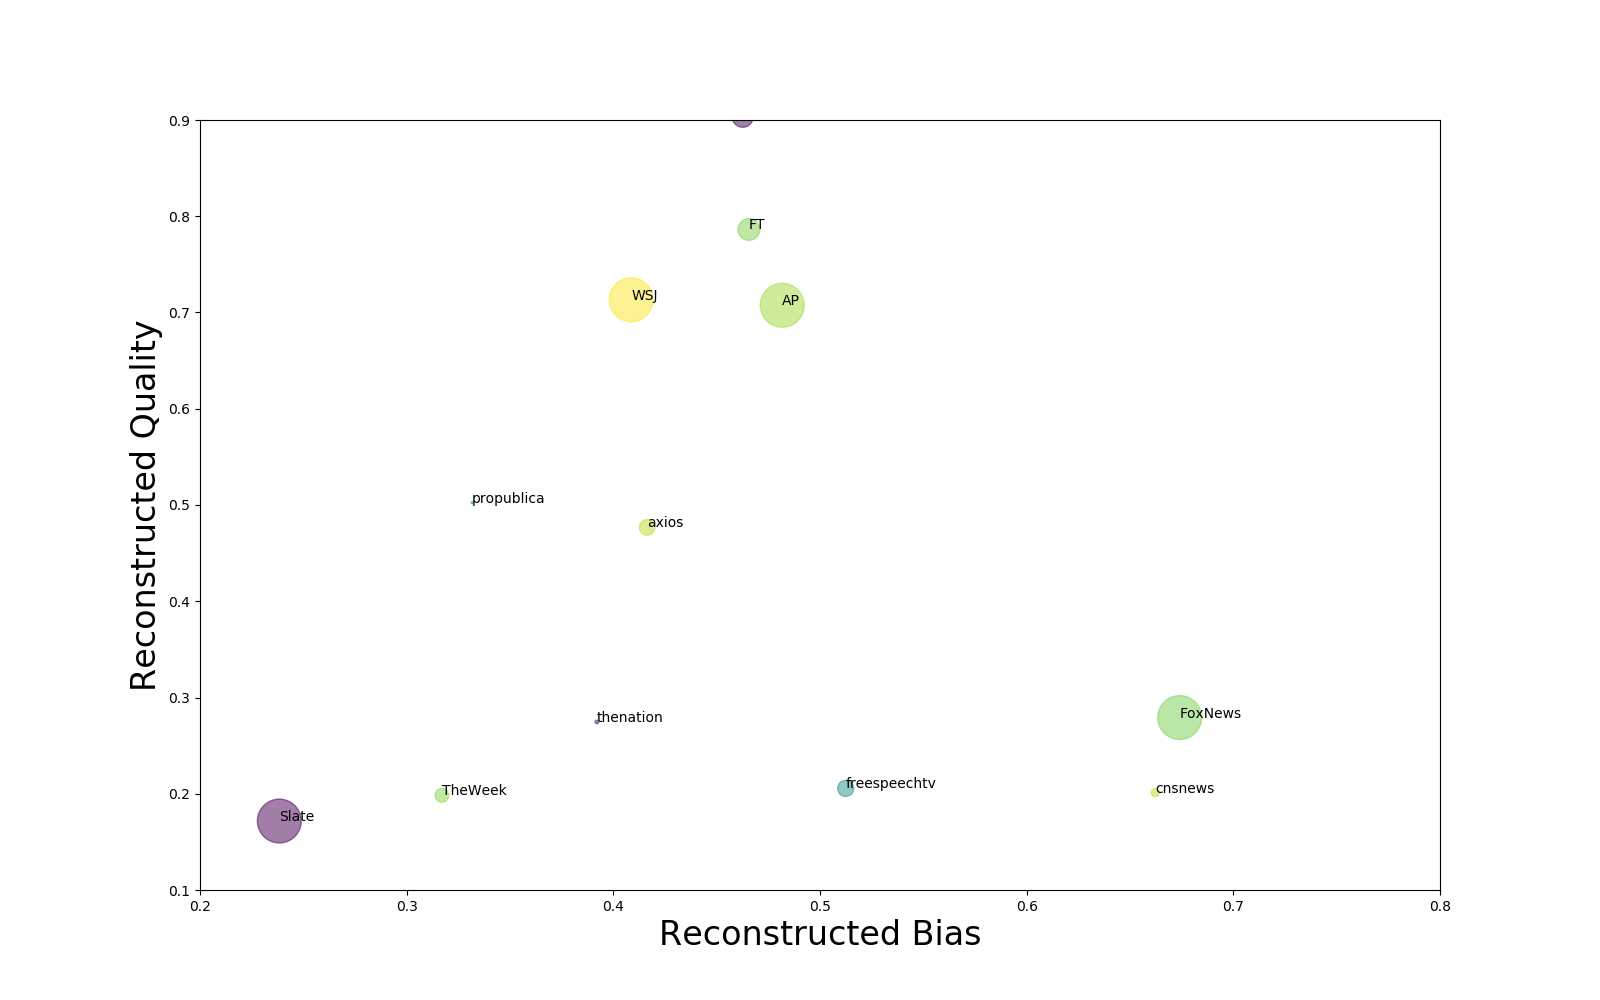 0.9
0.8
0.7
0.6
0.5
0.4
0.3
0.2
0.1
Reconstructed Quality
FT
WSJ
AP
propublica
axios
thenation
FoxNews
TheWeek
freespeechtv
cnsnews
Slate
0.2
0.3
0.4
0.5
0.6
0.7
0.8
Reconstructed Bias